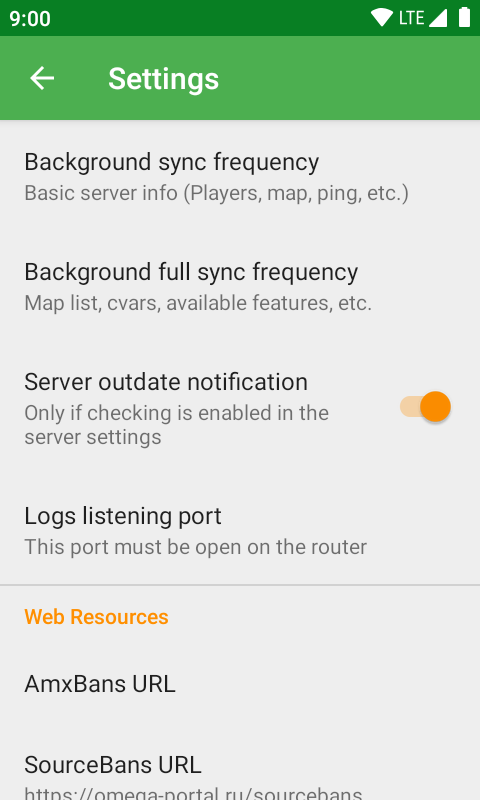 9:00
LTE
Settings
Background sync frequency
Basic server info (Players, map, ping, etc.)
Background full sync frequency
Map list, cvars, available features, etc.
Server outdate notification
Only if checking is enabled in the
server settings
Logs listening port
This port must be open on the router
Web Resources
AmxBans URL
SourceBans URL
https://omega-portal.ru/sourcebans